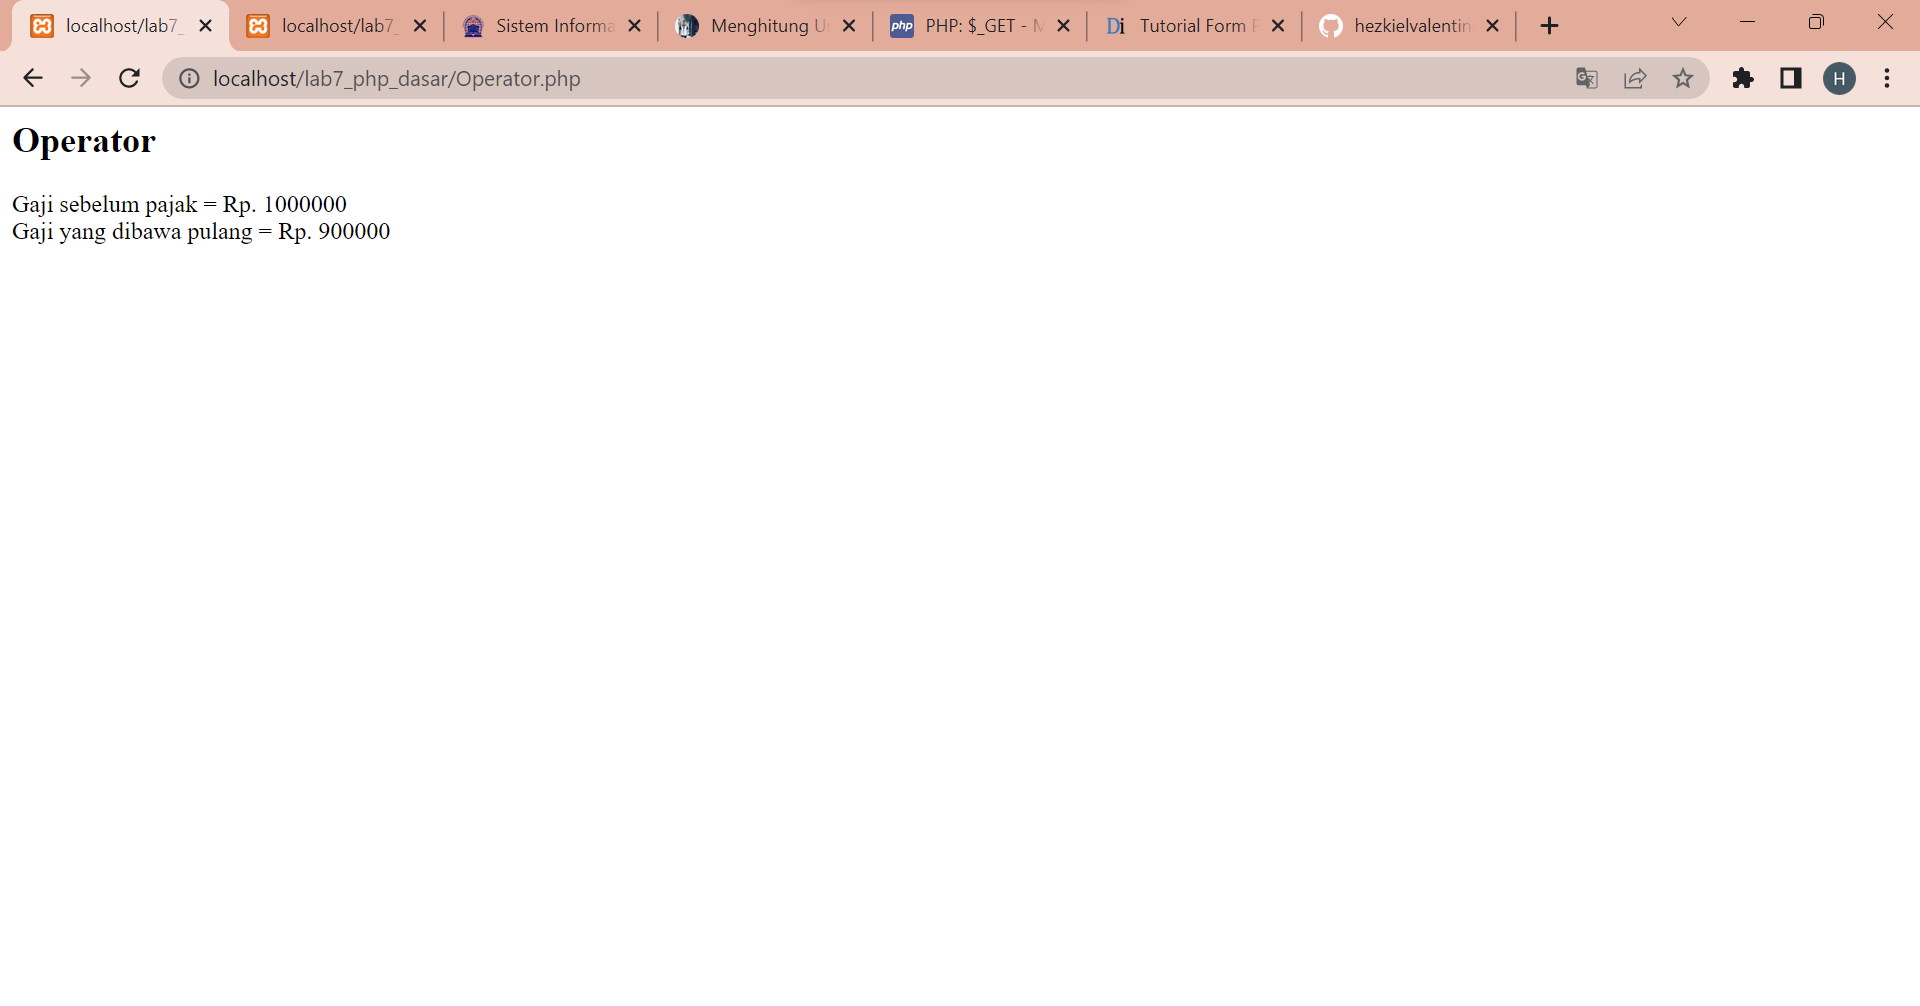 localhost/lab7_
localhost/lab7_
Sistem Informa
Menghitung U
php
PHP: $_GET - M
Di
Tutorial Form P
hezkielvalentin
localhost/lab7_php_dasar/Operator.php
H
Operator
Gaji sebelum pajak = Rp. 1000000
Gaji yang dibawa pulang = Rp. 900000